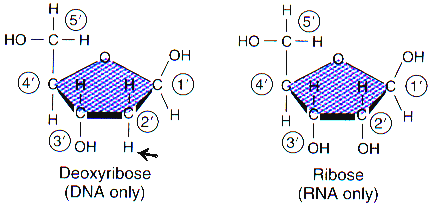 H 5′
HO C H
O
OH
4′ C H H C 1′
H C C 2′ H
3′ OH H
Deoxyribose
(DNA only)
H 5′
HO C H
O
OH
4′ C H H C 1′
H C C 2′ H
3′ OH OH
Ribose
(RNA only)